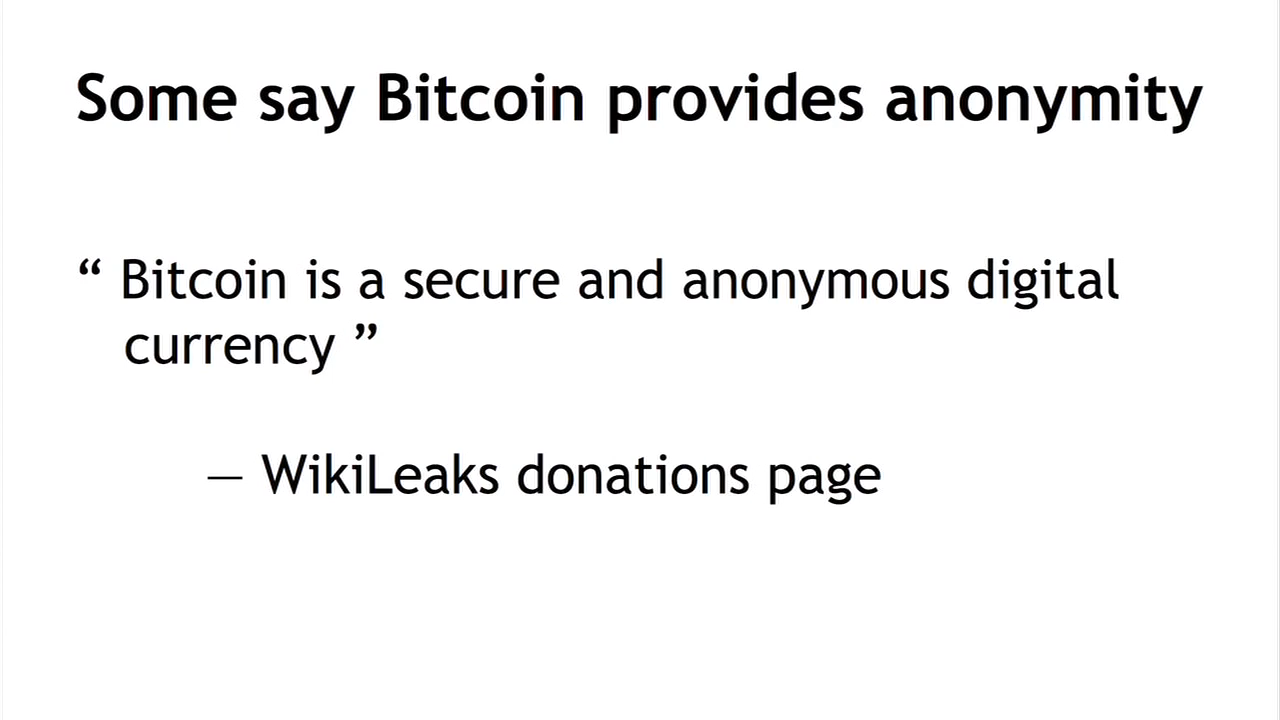 Some say Bitcoin provides anonymity
“ Bitcoin is a secure and anonymous digital
currency ”
— WikiLeaks donations page